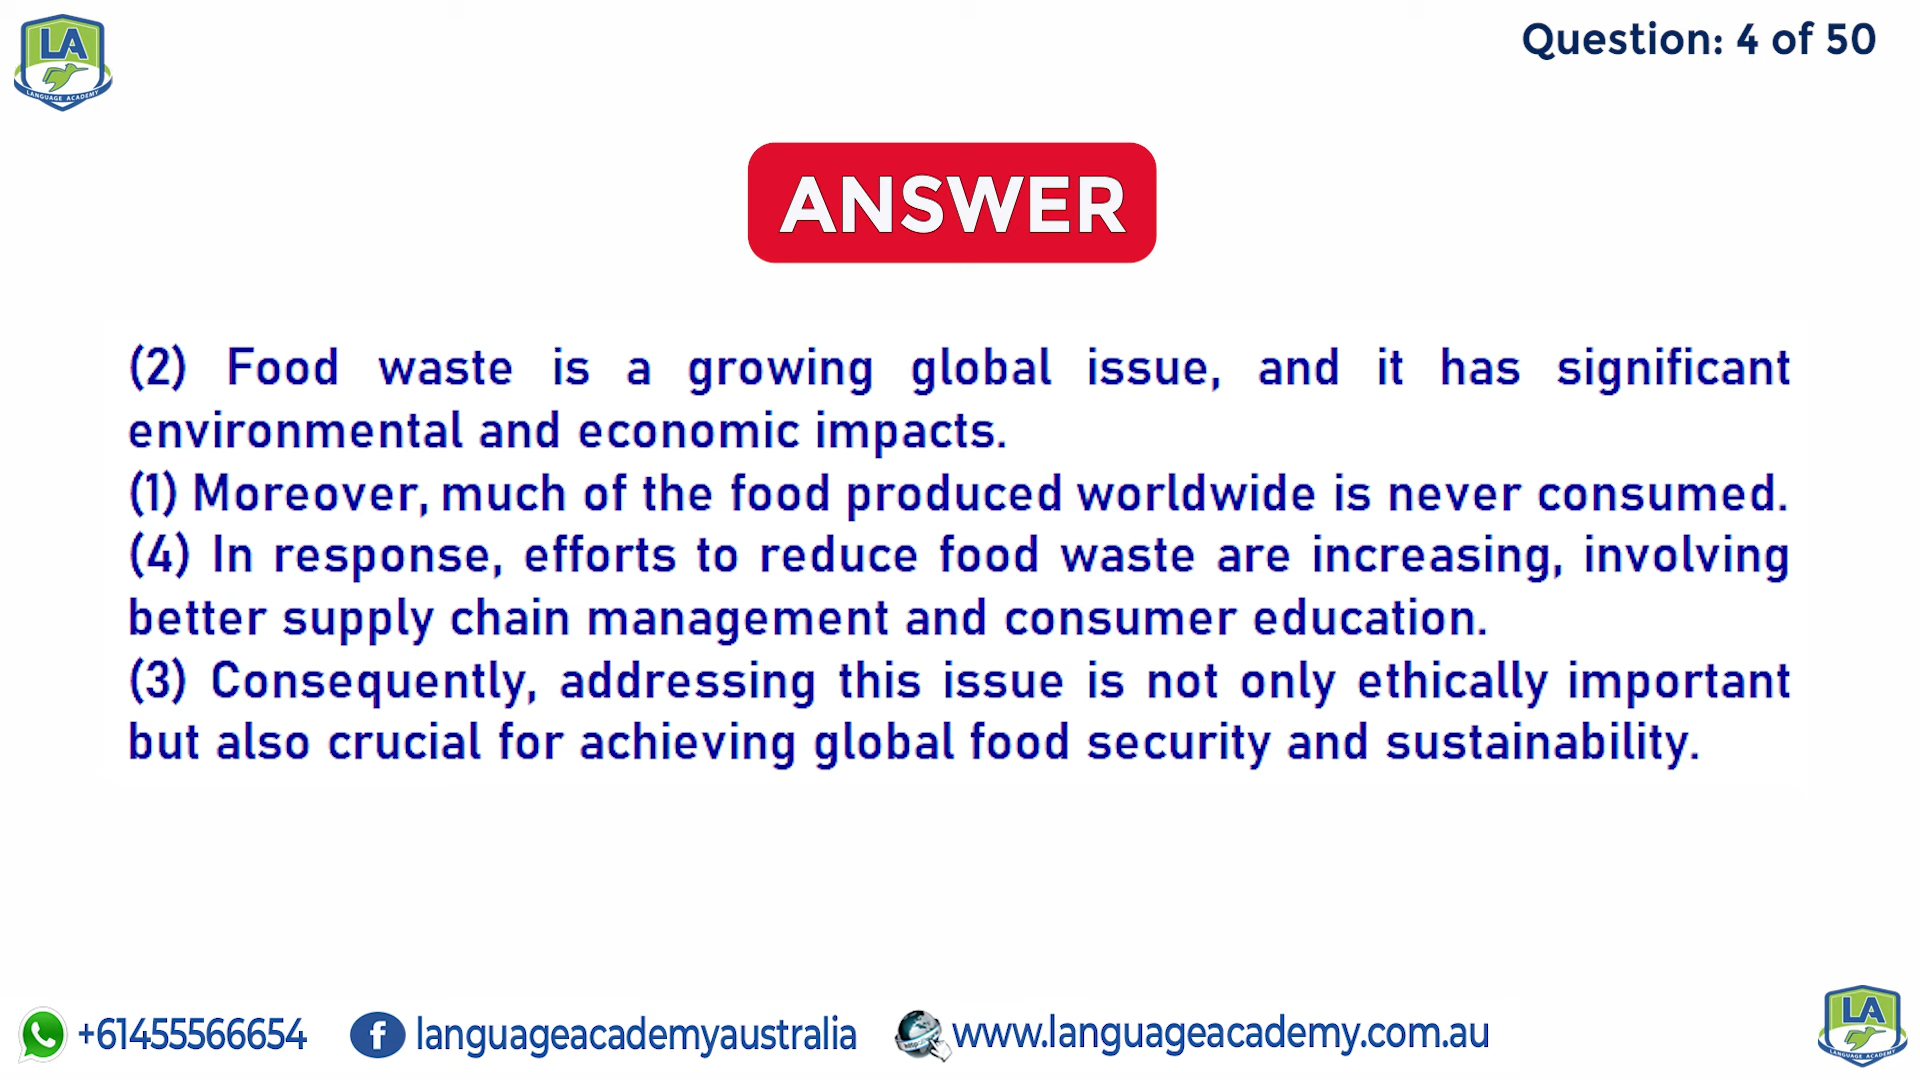 LA
LANGUAGE ACADEMY
Question: 4 of 50
ANSWER
(2) Food waste is a growing global issue, and it has significant
environmental and economic impacts.
(1) Moreover, much of the food produced worldwide is never consumed.
(4) In response, efforts to reduce food waste are increasing, involving
better supply chain management and consumer education.
(3) Consequently, addressing this issue is not only ethically important
but also crucial for achieving global food security and sustainability.
+61455566654
f languageacademyaustralia
www.languageacademy.com.au
LA
LANGUAGE ACADEMY